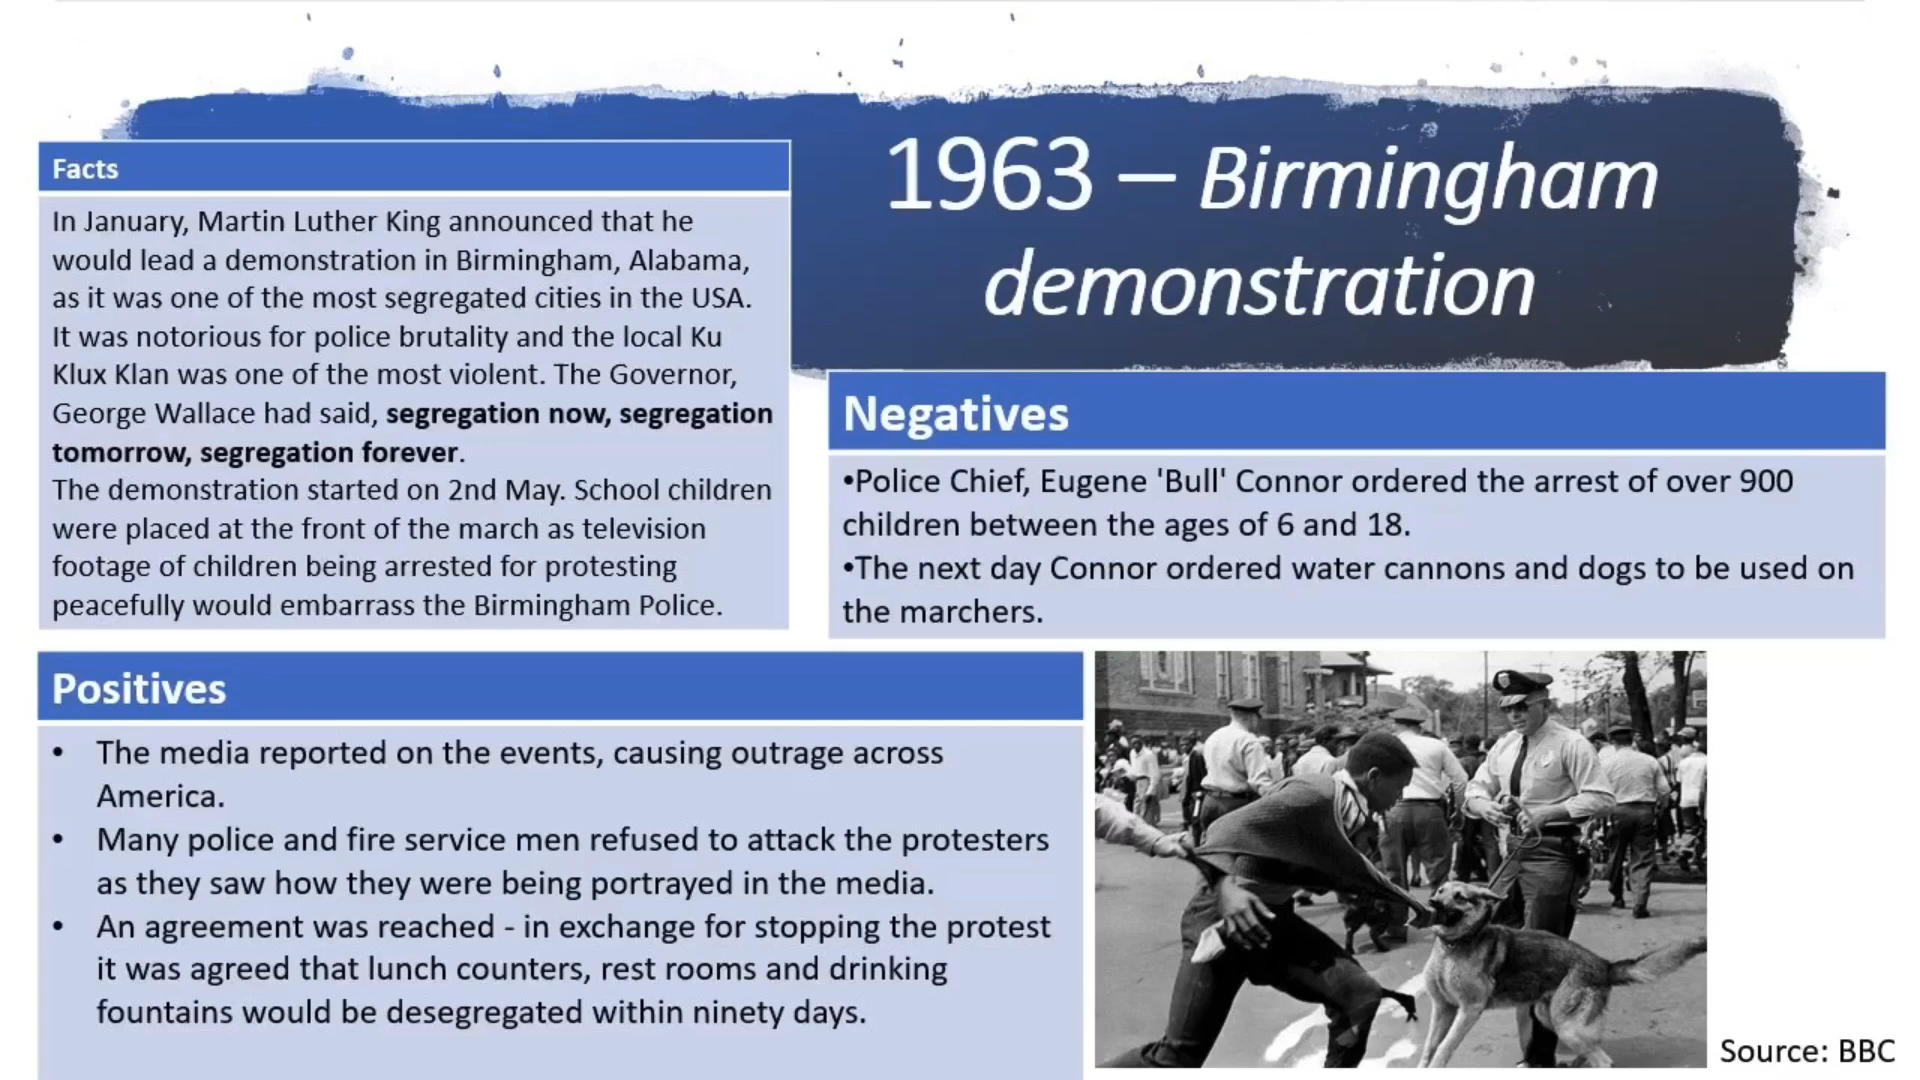 1963 – Birmingham
demonstration
Facts
In January, Martin Luther King announced that he
would lead a demonstration in Birmingham, Alabama,
as it was one of the most segregated cities in the USA.
It was notorious for police brutality and the local Ku
Klux Klan was one of the most violent. The Governor,
George Wallace had said, segregation now, segregation
tomorrow, segregation forever.
The demonstration started on 2nd May. School children
were placed at the front of the march as television
footage of children being arrested for protesting
peacefully would embarrass the Birmingham Police.
Negatives
•Police Chief, Eugene 'Bull' Connor ordered the arrest of over 900
children between the ages of 6 and 18.
•The next day Connor ordered water cannons and dogs to be used on
the marchers.
Positives
• The media reported on the events, causing outrage across
America.
• Many police and fire service men refused to attack the protesters
as they saw how they were being portrayed in the media.
• An agreement was reached - in exchange for stopping the protest
it was agreed that lunch counters, rest rooms and drinking
fountains would be desegregated within ninety days.
Source: BBC